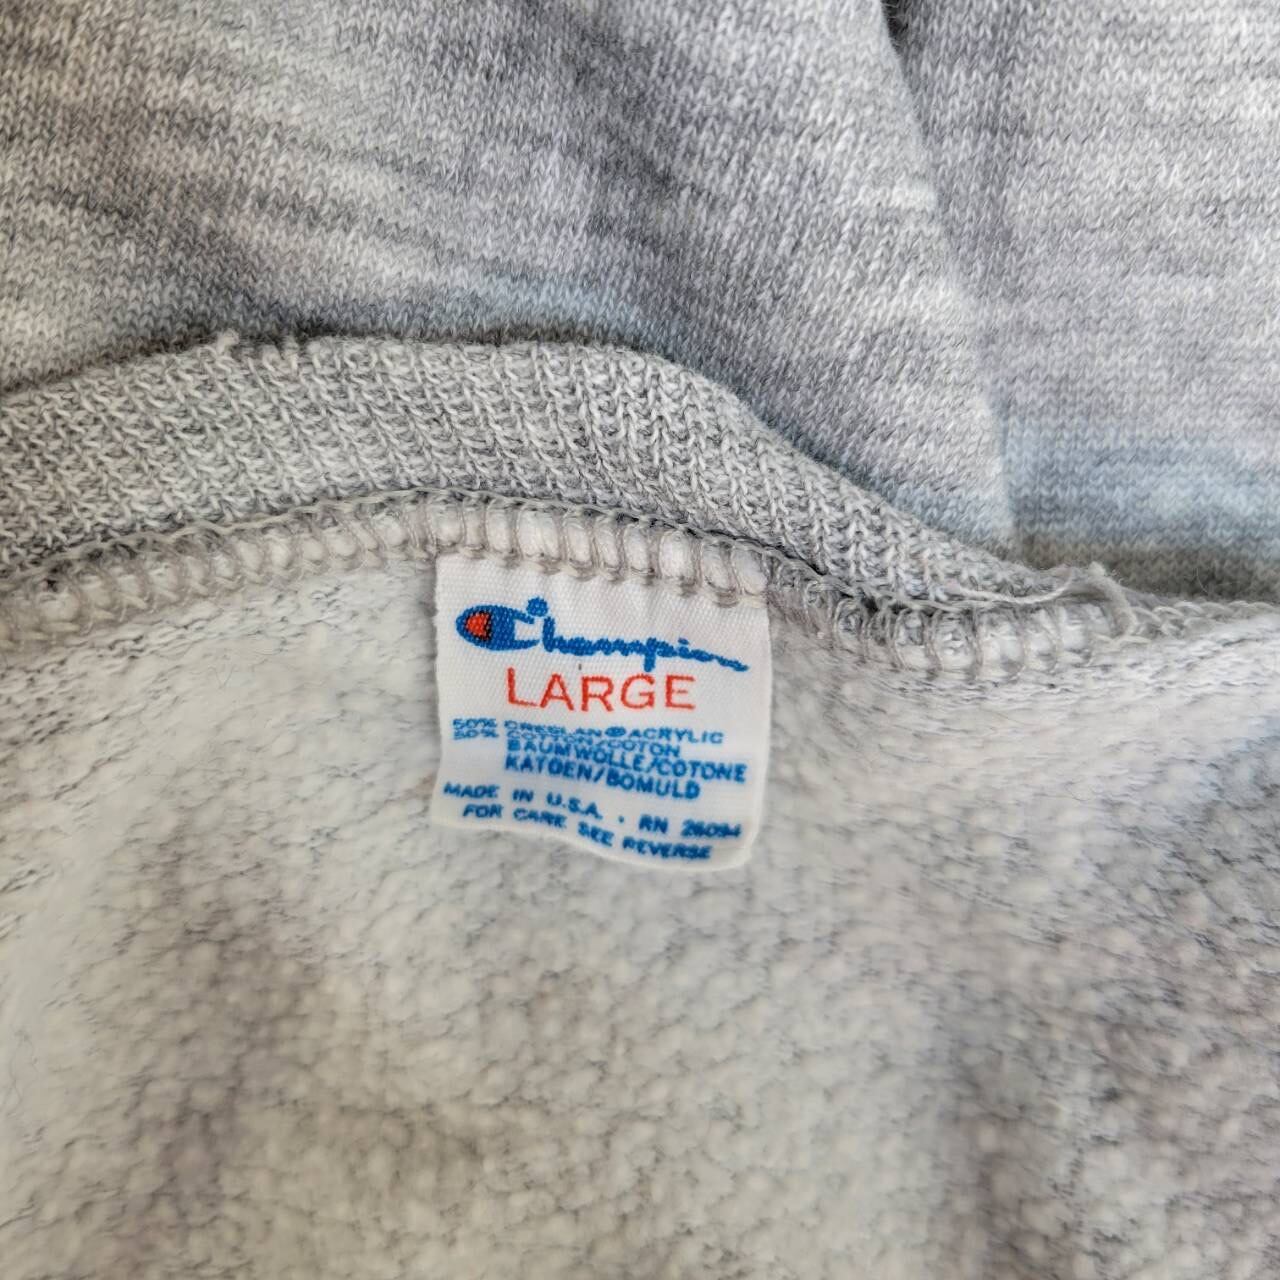 Champion
LARGE
50% CRESLAN® ACRYLIC
50% COTTON/COTON
BAUMWOLLE/COTONE
KATOEN/BOMULD
MADE IN U.S.A. • RN 26094
FOR CARE SEE REVERSE